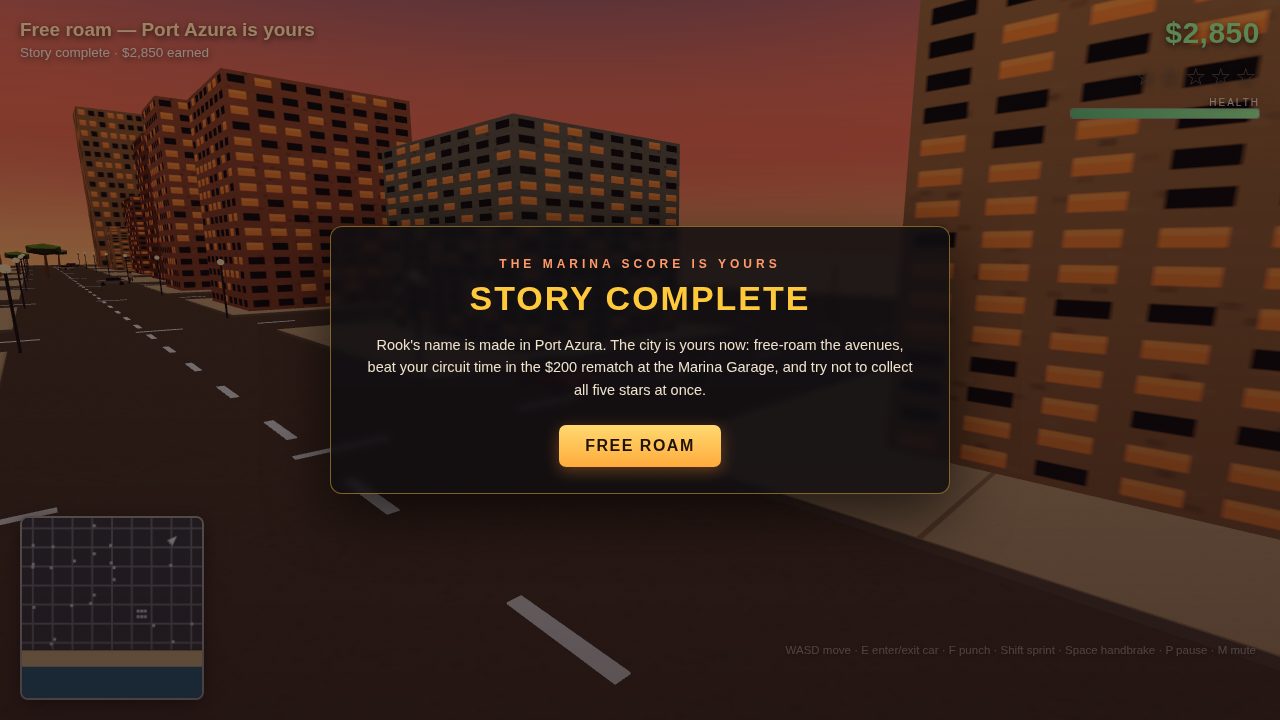 Free roam — Port Azura is yours
Story complete · $2,850 earned
$2,850
HEALTH
THE MARINA SCORE IS YOURS
STORY COMPLETE
Rook's name is made in Port Azura. The city is yours now: free-roam the avenues,
beat your circuit time in the $200 rematch at the Marina Garage, and try not to collect
all five stars at once.
FREE ROAM
WASD move · E enter/exit car · F punch · Shift sprint · Space handbrake · P pause · M mute